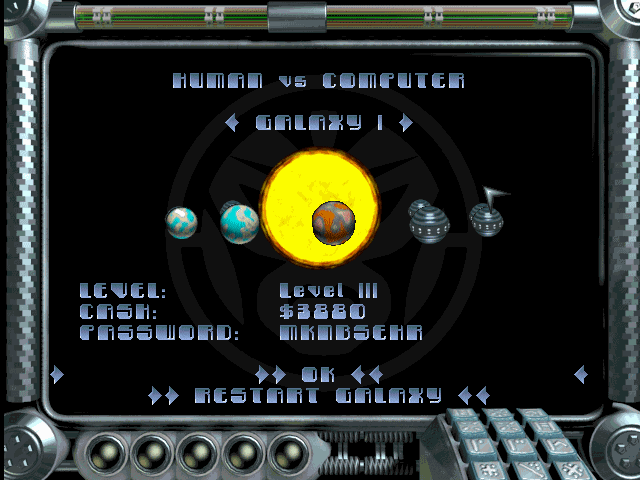 HUMAN vs COMPUTER
GALAXY 1
LEVEL: Level III
CASH: $3880
PASSWORD: MKNBSEHR
OK
RESTART GALAXY